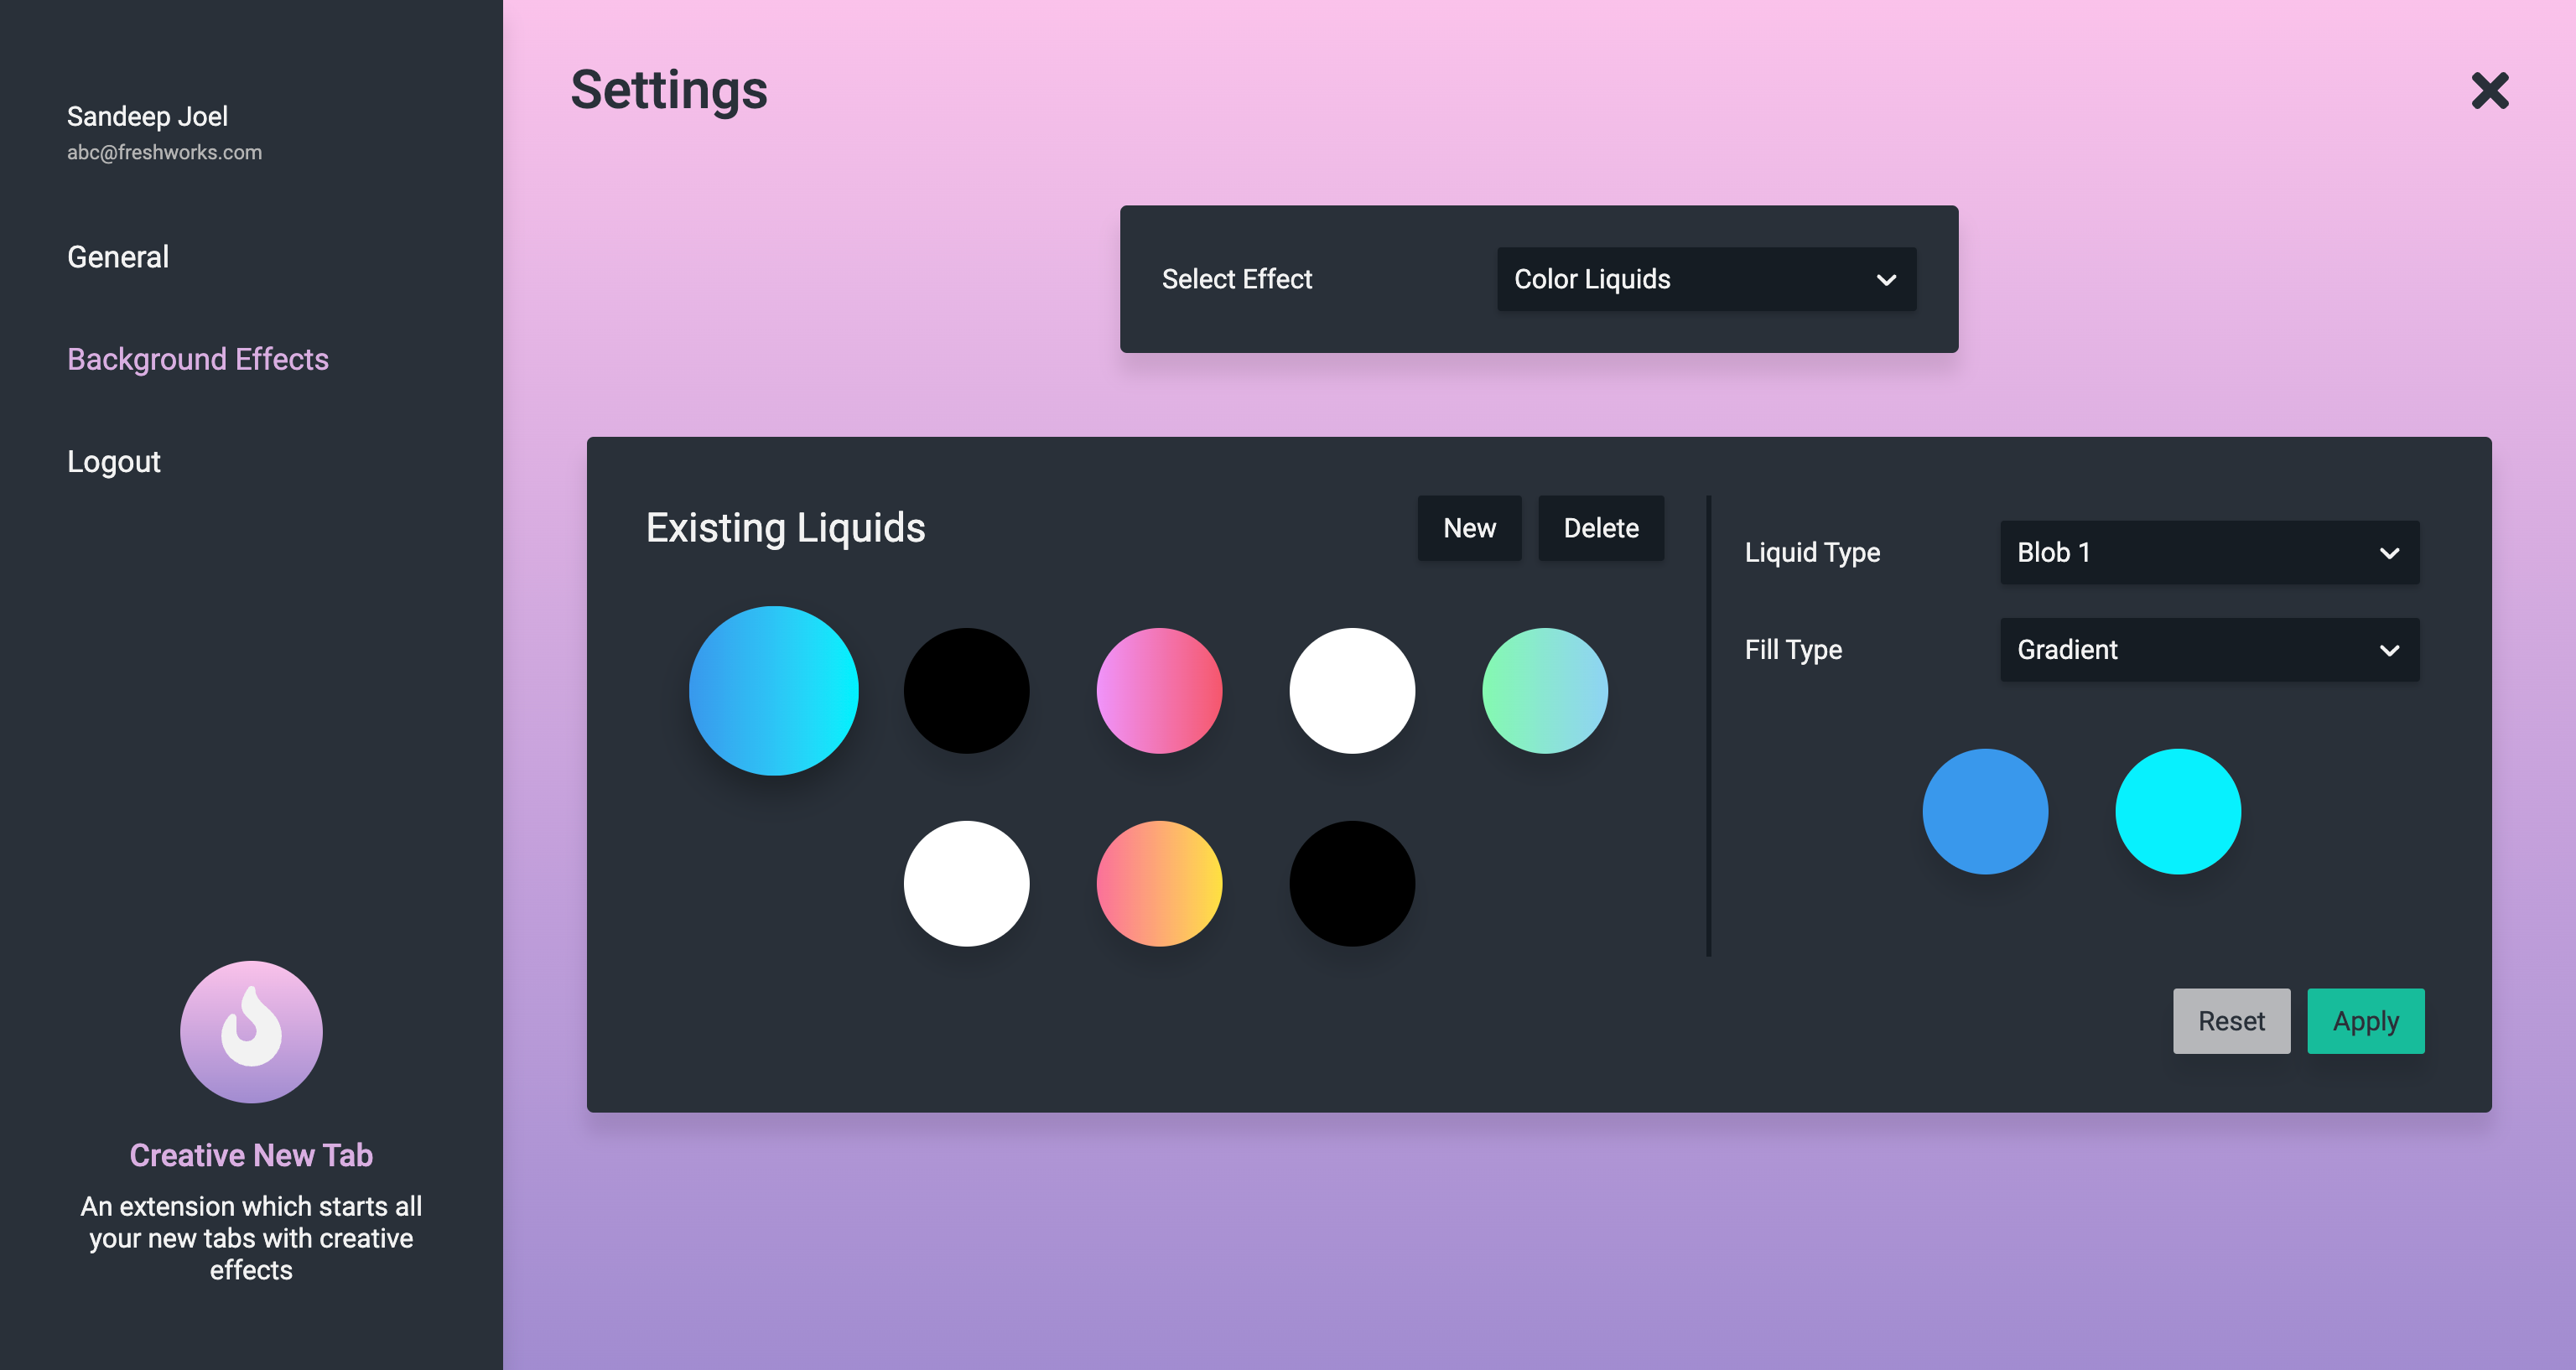 Sandeep Joel
abc@freshworks.com
General
Background Effects
Logout
Creative New Tab
An extension which starts all
your new tabs with creative
effects
Settings
Select Effect
Color Liquids
Existing Liquids
New
Delete
Liquid Type
Blob 1
Fill Type
Gradient
Reset
Apply